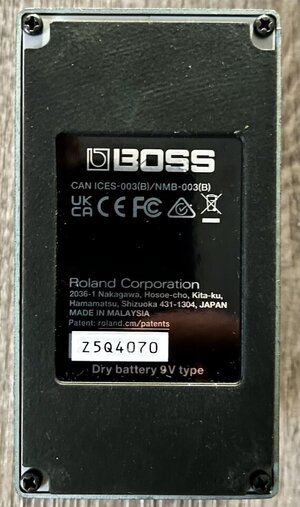 BOSS
CAN ICES-003(B)/NMB-003(B)
UK CA CE FC
Roland Corporation
2036-1 Nakagawa, Hosoe-cho, Kita-ku,
Hamamatsu, Shizuoka 431-1304, JAPAN
MADE IN MALAYSIA
Patent: roland.cm/patents
Z5Q4070
Dry battery 9V type